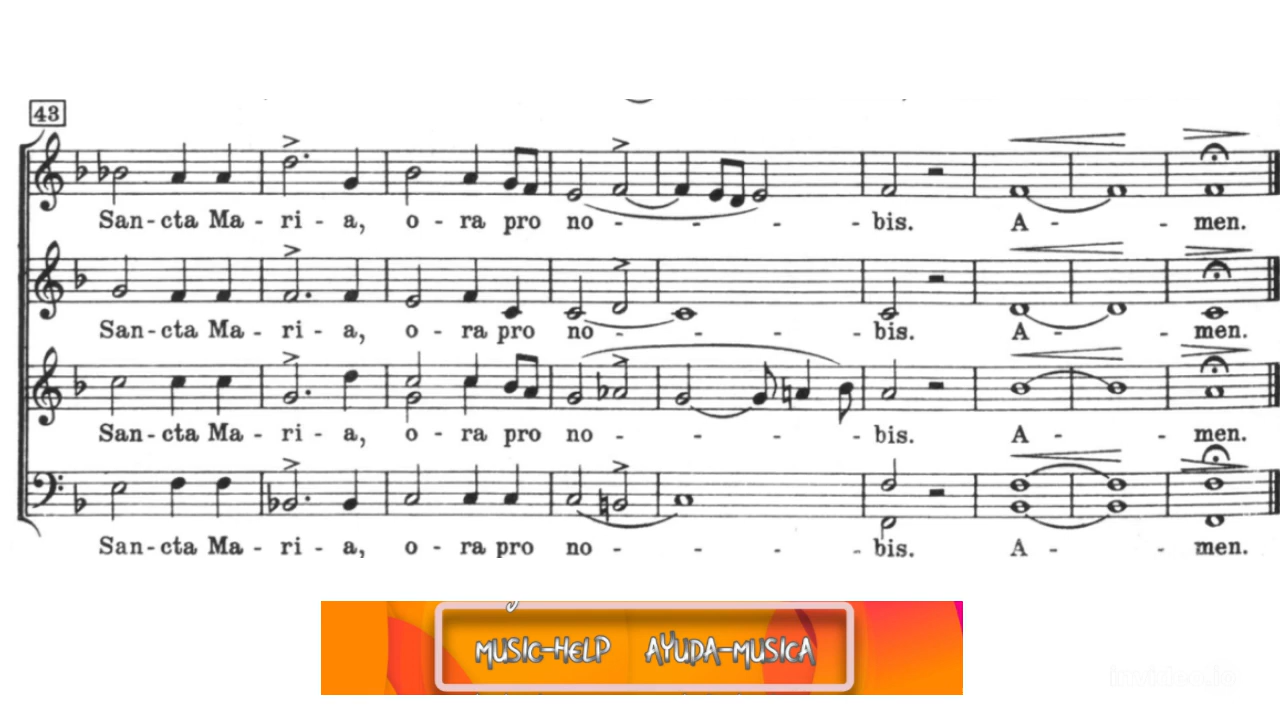 43
San-cta Ma - ri - a, o - ra pro no - - - - bis. A - - men.
San-cta Ma - ri - a, o - ra pro no - - - - bis. A - - men.
San-cta Ma - ri - a, o - ra pro no - - - - bis. A - - men.
San-cta Ma - ri - a, o - ra pro no - - - - bis. A - - men.
MUSIC-HELP AYUDA-MUSICA